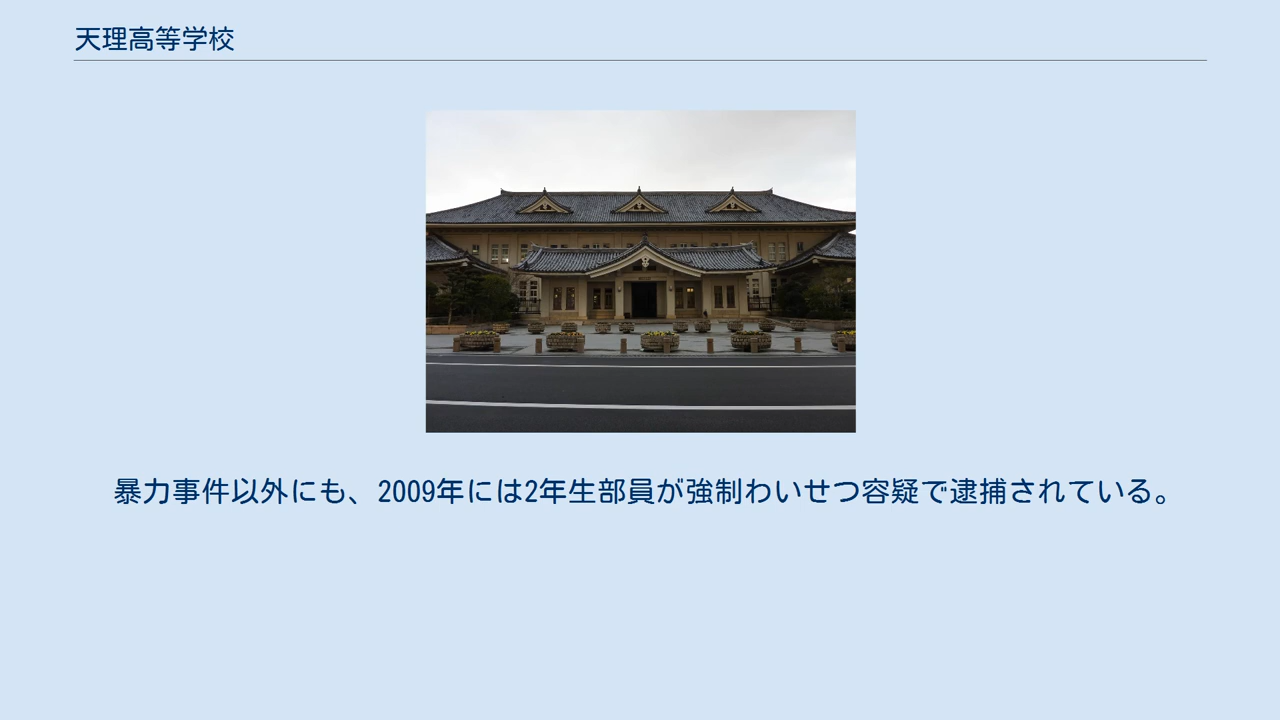 天理高等学校
暴力事件以外にも、2009年には2年生部員が強制わいせつ容疑で逮捕されている。